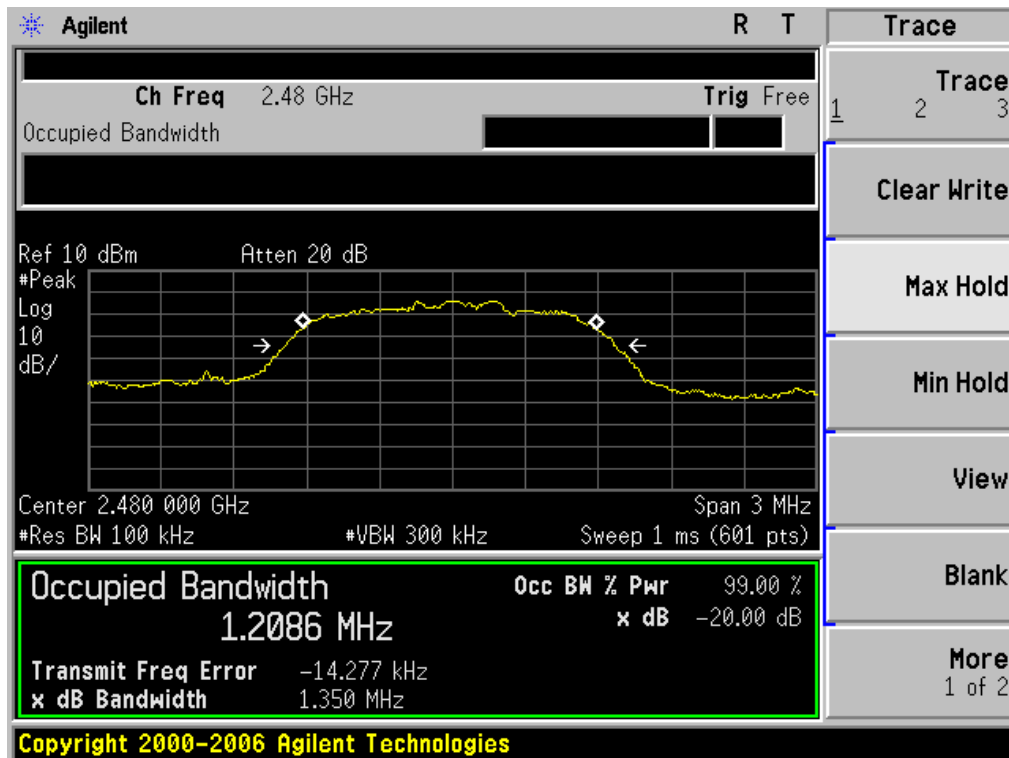 Agilent R T Trace
Ch Freq 2.48 GHz Trig Free
Occupied Bandwidth
Trace
1 2 3
Clear Write
Ref 10 dBm Atten 20 dB
#Peak
Log
10
dB/
Max Hold
Min Hold
View
Center 2.480 000 GHz Span 3 MHz
#Res BW 100 kHz #VBW 300 kHz Sweep 1 ms (601 pts)
Blank
Occupied Bandwidth Occ BW % Pwr 99.00 %
1.2086 MHz x dB -20.00 dB
Transmit Freq Error -14.277 kHz
x dB Bandwidth 1.350 MHz
More
1 of 2
Copyright 2000-2006 Agilent Technologies